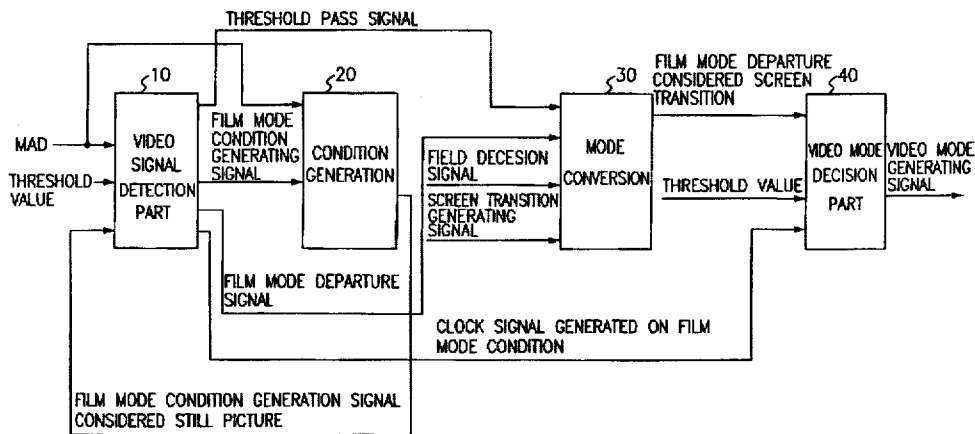 THRESHOLD PASS SIGNAL
10
20
30
FILM MODE DEPARTURE
CONSIDERED SCREEN
TRANSITION
40
MAD
THRESHOLD
VALUE
VIDEO
SIGNAL
DETECTION
PART
FILM MODE
CONDITION
GENERATING
SIGNAL
CONDITION
GENERATION
FIELD DECESION
SIGNAL
SCREEN TRANSITION
GENERATING
SIGNAL
MODE
CONVERSION
THRESHOLD VALUE
VIDEO MODE
DECISION
PART
VIDEO MODE
GENERATING
SIGNAL
FILM MODE DEPARTURE
SIGNAL
CLOCK SIGNAL GENERATED ON FILM
MODE CONDITION
FILM MODE CONDITION GENERATION SIGNAL
CONSIDERED STILL PICTURE